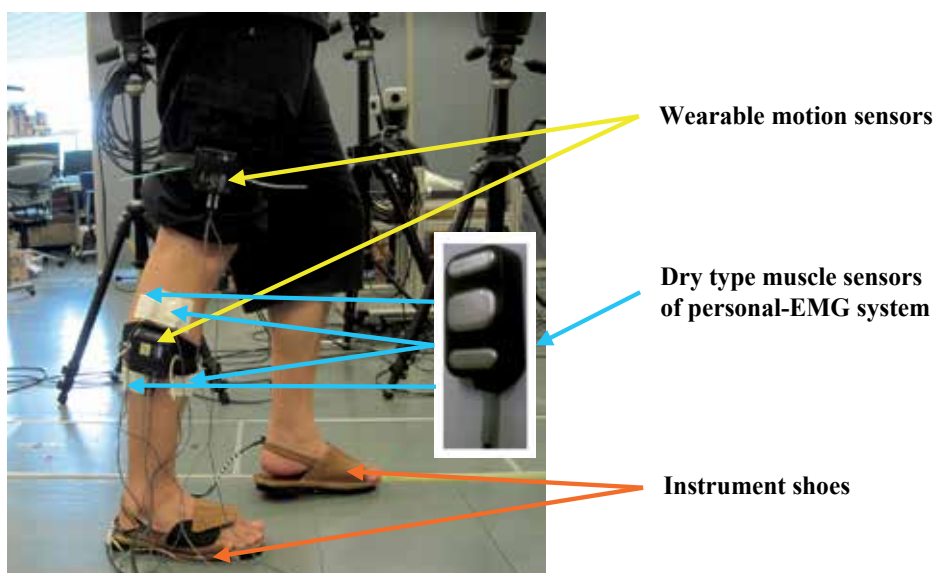 Wearable motion sensors
Dry type muscle sensors
of personal-EMG system
Instrument shoes